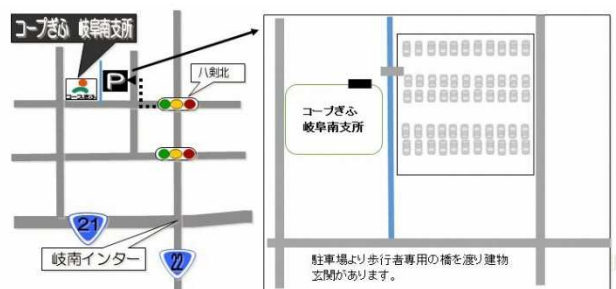 コープぎふ 岐阜南支所
コープぎふ
P
八剣北
21
岐南インター
22
コープぎふ
岐阜南支所
駐車場より歩行者専用の橋を渡り建物
玄関があります。